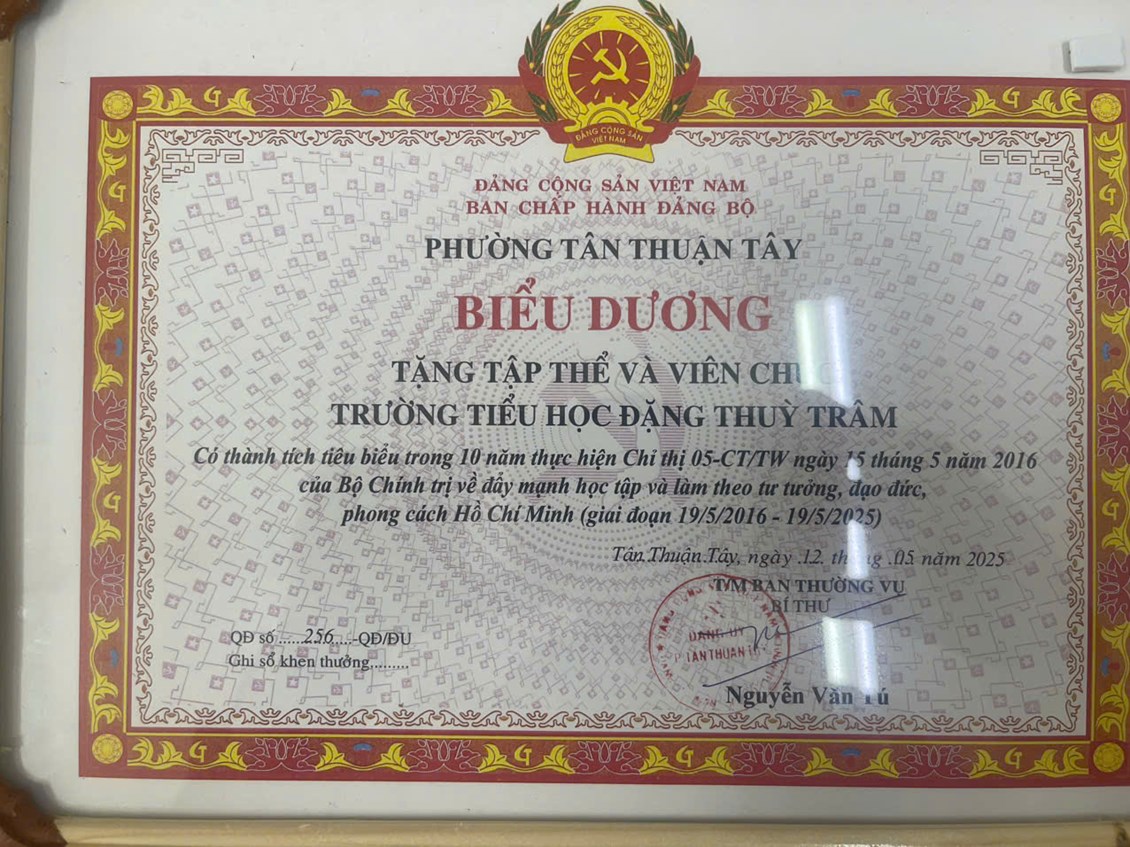 ĐẢNG CỘNG SẢN
VIỆT NAM
ĐẢNG CỘNG SẢN VIỆT NAM
BAN CHẤP HÀNH ĐẢNG BỘ
PHƯỜNG TÂN THUẬN TÂY
BIỂU DƯƠNG
TẶNG TẬP THỂ VÀ VIÊN CHỨC
TRƯỜNG TIỂU HỌC ĐẶNG THUỲ TRÂM
Có thành tích tiêu biểu trong 10 năm thực hiện Chỉ thị 05-CT/TW ngày 15 tháng 5 năm 2016
của Bộ Chính trị về đẩy mạnh học tập và làm theo tư tưởng, đạo đức,
phong cách Hồ Chí Minh (giai đoạn 19/5/2016 - 19/5/2025)
Tân.Thuận.Tây, ngày .12. tháng .05 năm 2025
T/M BAN THƯỜNG VỤ
BÍ THƯ
ĐẢNG ỦY
QĐ số ......256....-QĐ/ĐU
Ghi sổ khen thưởng.........
Nguyễn Văn Tú